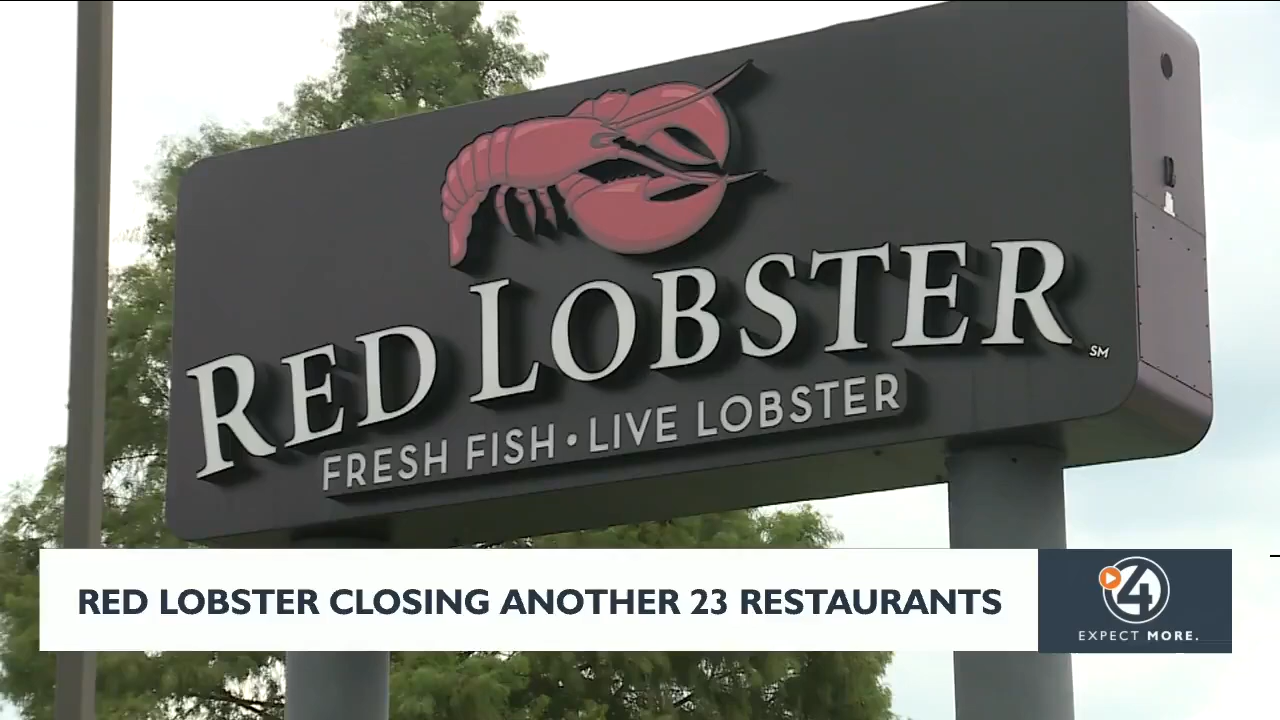 RED LOBSTER
SM
FRESH FISH • LIVE LOBSTER
RED LOBSTER CLOSING ANOTHER 23 RESTAURANTS
4
EXPECT MORE.